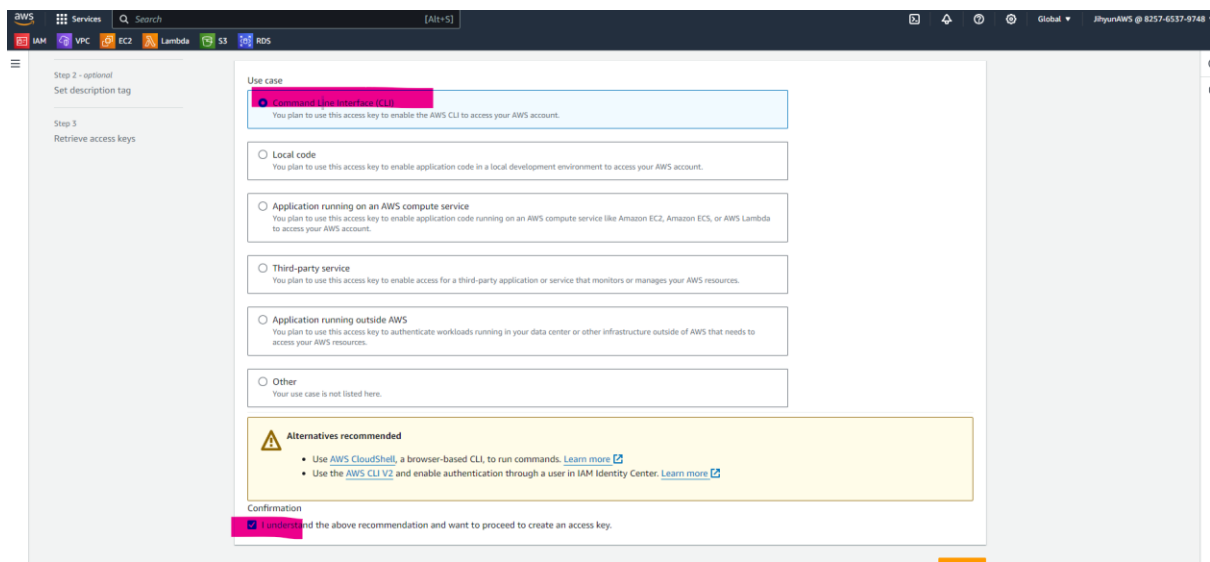 aws
Services
Search
[Alt+S]
Global
JihyunAWS @ 8257-6537-9748
IAM
VPC
EC2
Lambda
S3
RDS
Step 2 - optional
Set description tag
Step 3
Retrieve access keys
Use case
Command Line Interface (CLI)
You plan to use this access key to enable the AWS CLI to access your AWS account.
Local code
You plan to use this access key to enable application code in a local development environment to access your AWS account.
Application running on an AWS compute service
You plan to use this access key to enable application code running on an AWS compute service like Amazon EC2, Amazon ECS, or AWS Lambda
to access your AWS account.
Third-party service
You plan to use this access key to enable access for a third-party application or service that monitors or manages your AWS resources.
Application running outside AWS
You plan to use this access key to authenticate workloads running in your data center or other infrastructure outside of AWS that needs to
access your AWS resources.
Other
Your use case is not listed here.
Alternatives recommended
Use AWS CloudShell, a browser-based CLI, to run commands. Learn more
Use the AWS CLI V2 and enable authentication through a user in IAM Identity Center. Learn more
Confirmation
I understand the above recommendation and want to proceed to create an access key.